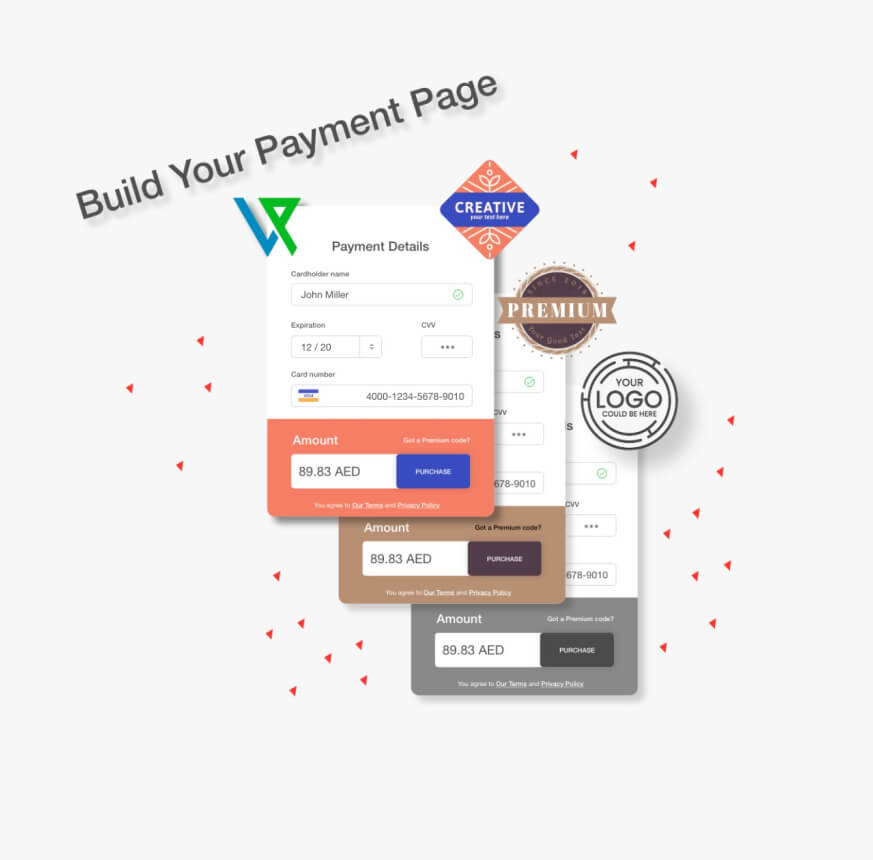 Build Your Payment Page
CREATIVE
your text here
Payment Details
Cardholder name
John Miller
Expiration
CVV
12 / 20
•••
Card number
VISA
4000-1234-5678-9010
Amount
Got a Premium code?
89.83 AED
PURCHASE
You agree to Our Terms and Privacy Policy
SINCE 2018
PREMIUM
Your Good Text
s
CVV
•••
678-9010
Amount
Got a Premium code?
89.83 AED
PURCHASE
You agree to Our Terms and Privacy Policy
YOUR
LOGO
COULD BE HERE
s
CVV
•••
678-9010
Amount
Got a Premium code?
89.83 AED
PURCHASE
You agree to Our Terms and Privacy Policy